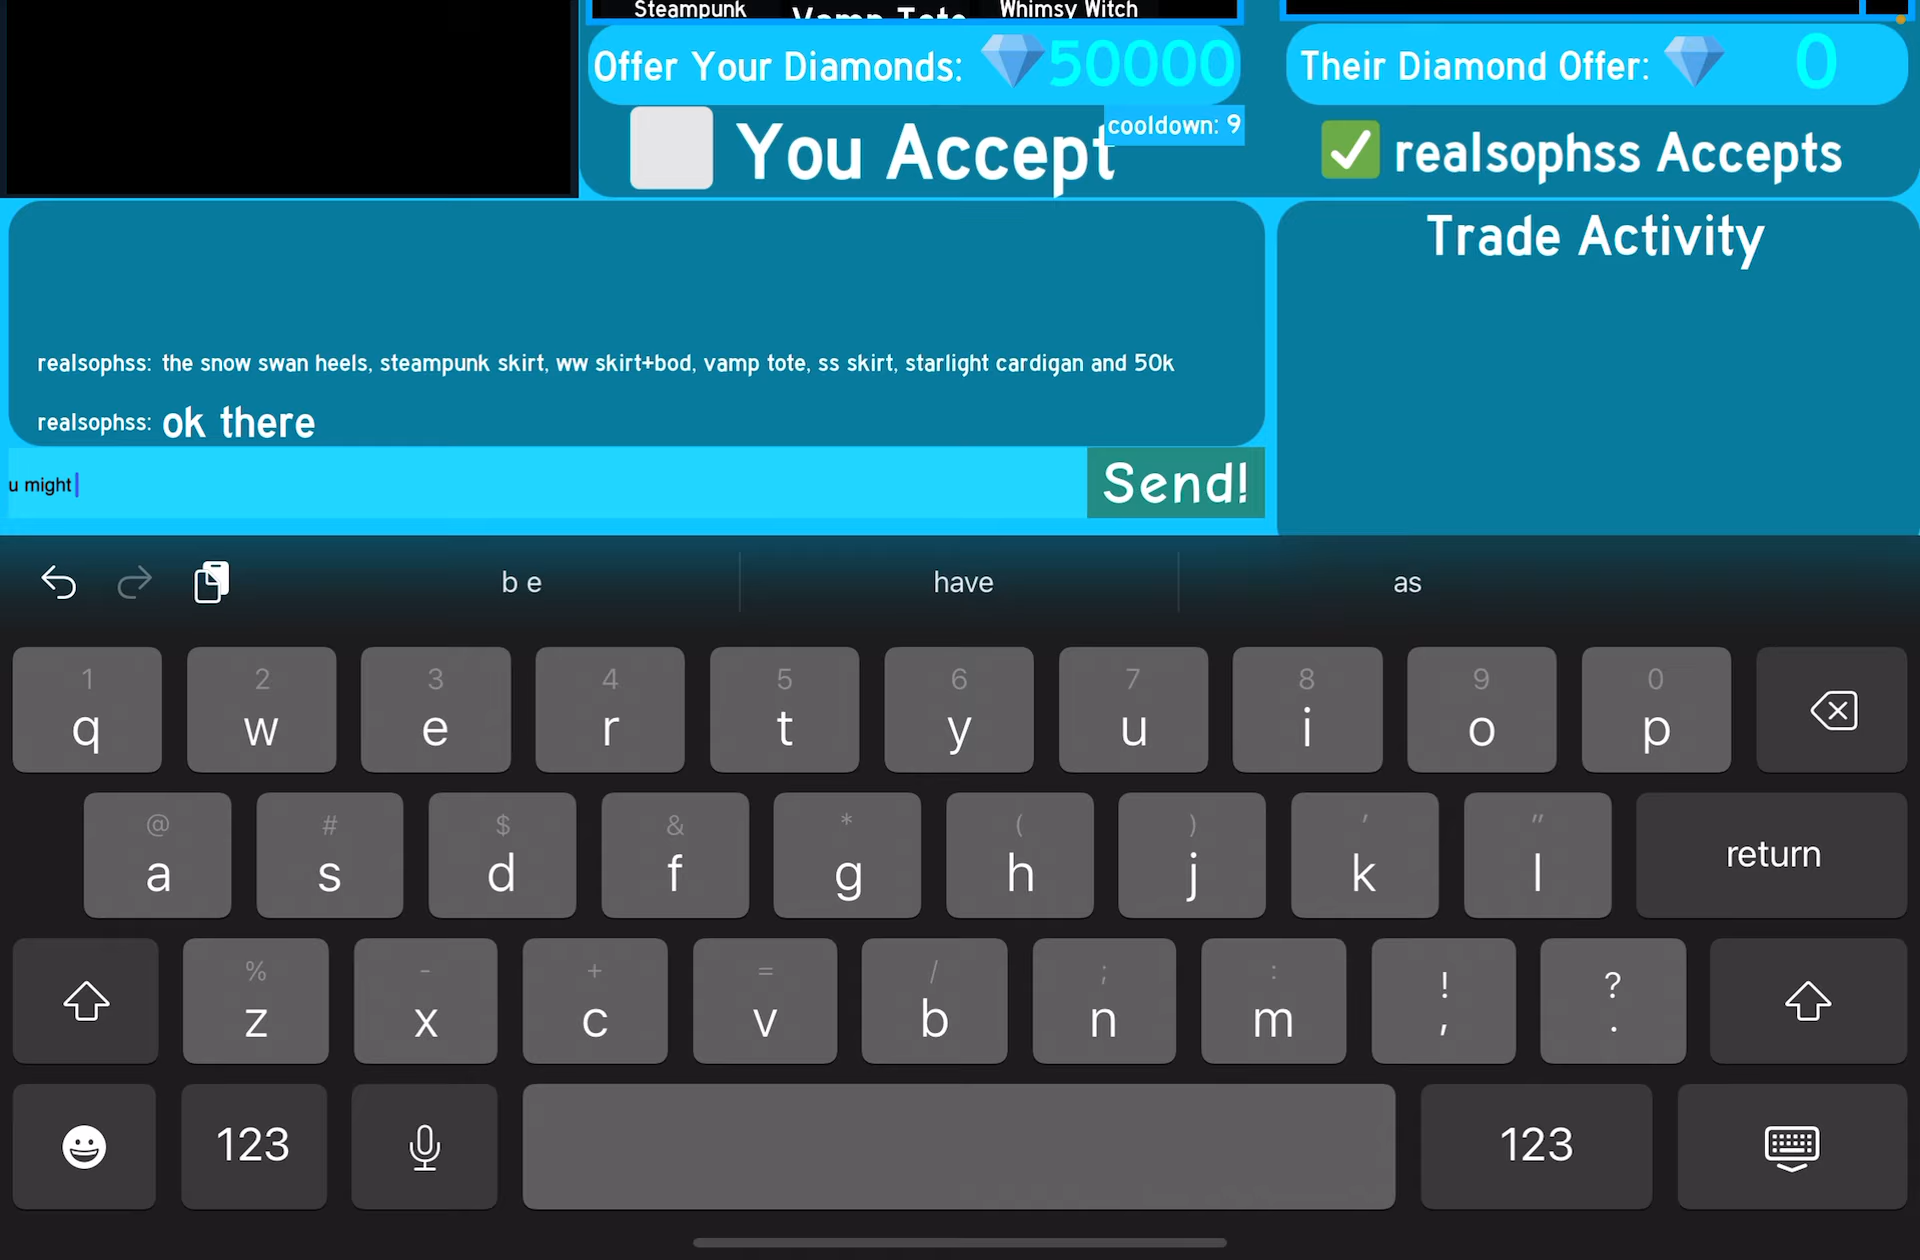 Steampunk
Vamp Tote
Whimsy Witch
Offer Your Diamonds: 50000
Their Diamond Offer: 0
You Accept
cooldown: 9
realsophss Accepts
Trade Activity
realsophss: the snow swan heels, steampunk skirt, ww skirt+bod, vamp tote, ss skirt, starlight cardigan and 50k
realsophss: ok there
u might
Send!
b e
have
as
1 2 3 4 5 6 7 8 9 0
q w e r t y u i o p
@ # $ & * ( ) ' "
a s d f g h j k l
return
% - + = / ; : ! ?
z x c v b n m , .
123
123